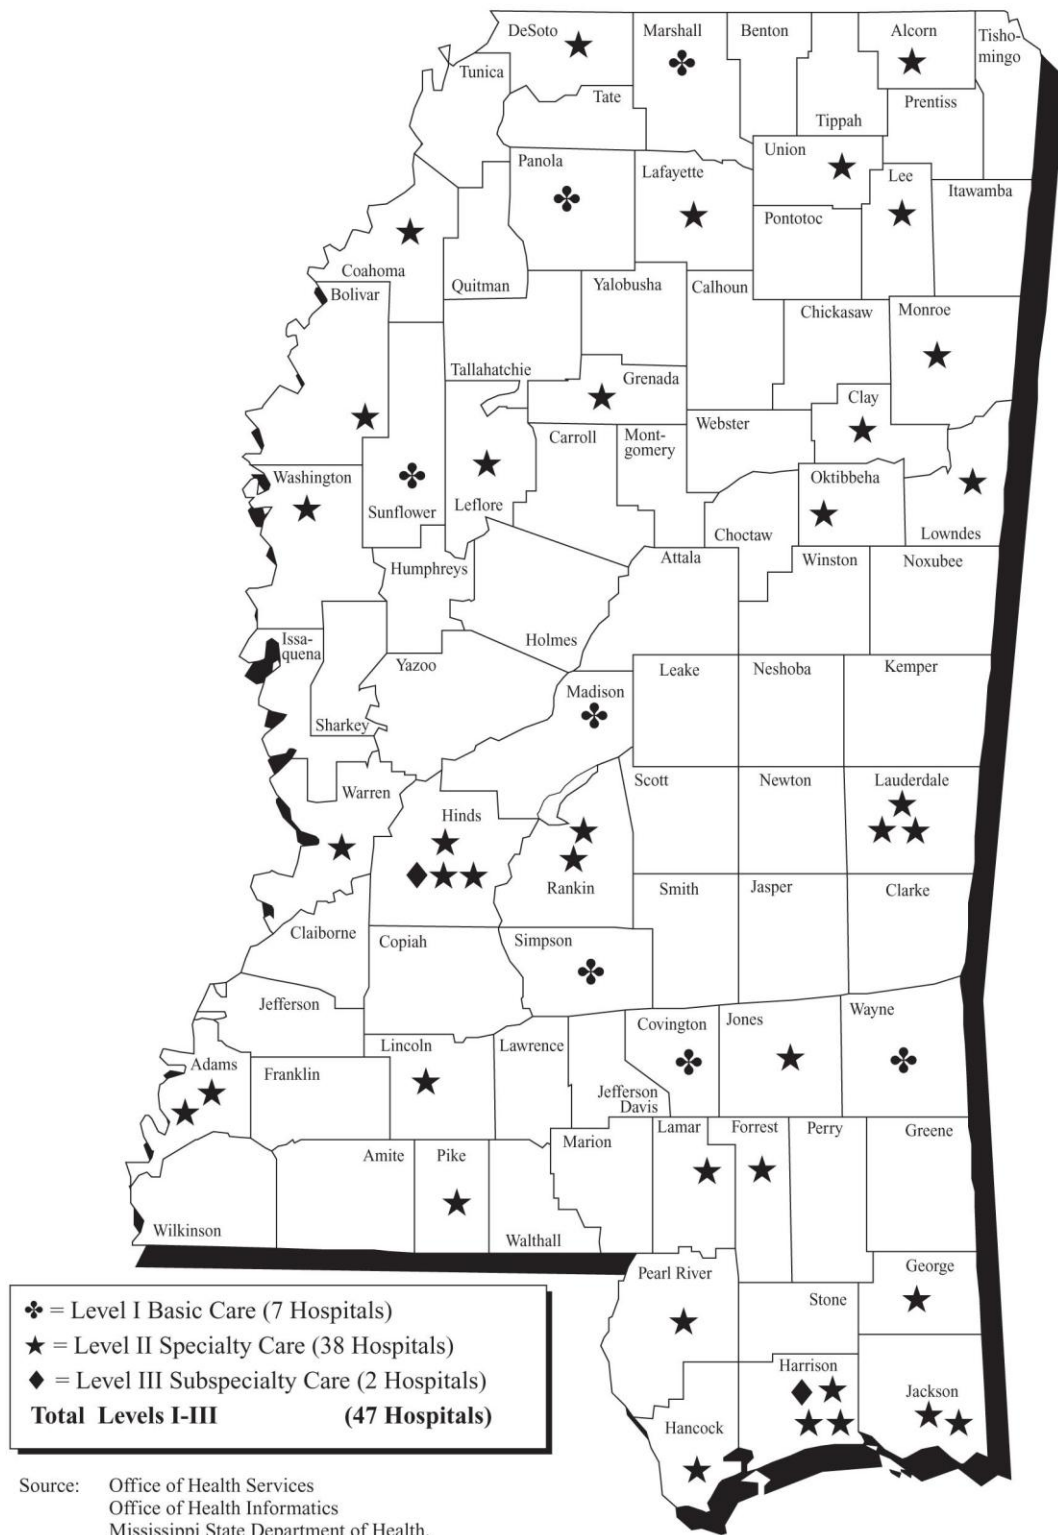 DeSoto
Marshall
Benton
Alcorn
Tisho-
mingo
Tunica
Tate
Tippah
Prentiss
Panola
Lafayette
Union
Lee
Itawamba
Pontotoc
Coahoma
Quitman
Yalobusha
Calhoun
Bolivar
Chickasaw
Monroe
Tallahatchie
Grenada
Clay
Webster
Carroll
Mont-
gomery
Washington
Oktibbeha
Sunflower
Leflore
Choctaw
Lowndes
Humphreys
Attala
Winston
Noxubee
Issa-
quena
Holmes
Yazoo
Leake
Neshoba
Kemper
Madison
Sharkey
Scott
Newton
Lauderdale
Warren
Hinds
Rankin
Smith
Jasper
Clarke
Claiborne
Copiah
Simpson
Jefferson
Covington
Jones
Wayne
Lincoln
Lawrence
Adams
Franklin
Jefferson
Davis
Marion
Lamar
Forrest
Perry
Greene
Amite
Pike
Wilkinson
Walthall
Pearl River
George
Stone
Harrison
Jackson
Hancock
= Level I Basic Care (7 Hospitals)
= Level II Specialty Care (38 Hospitals)
= Level III Subspecialty Care (2 Hospitals)
Total Levels I-III (47 Hospitals)
Source: Office of Health Services
Office of Health Informatics
Mississippi State Department of Health.